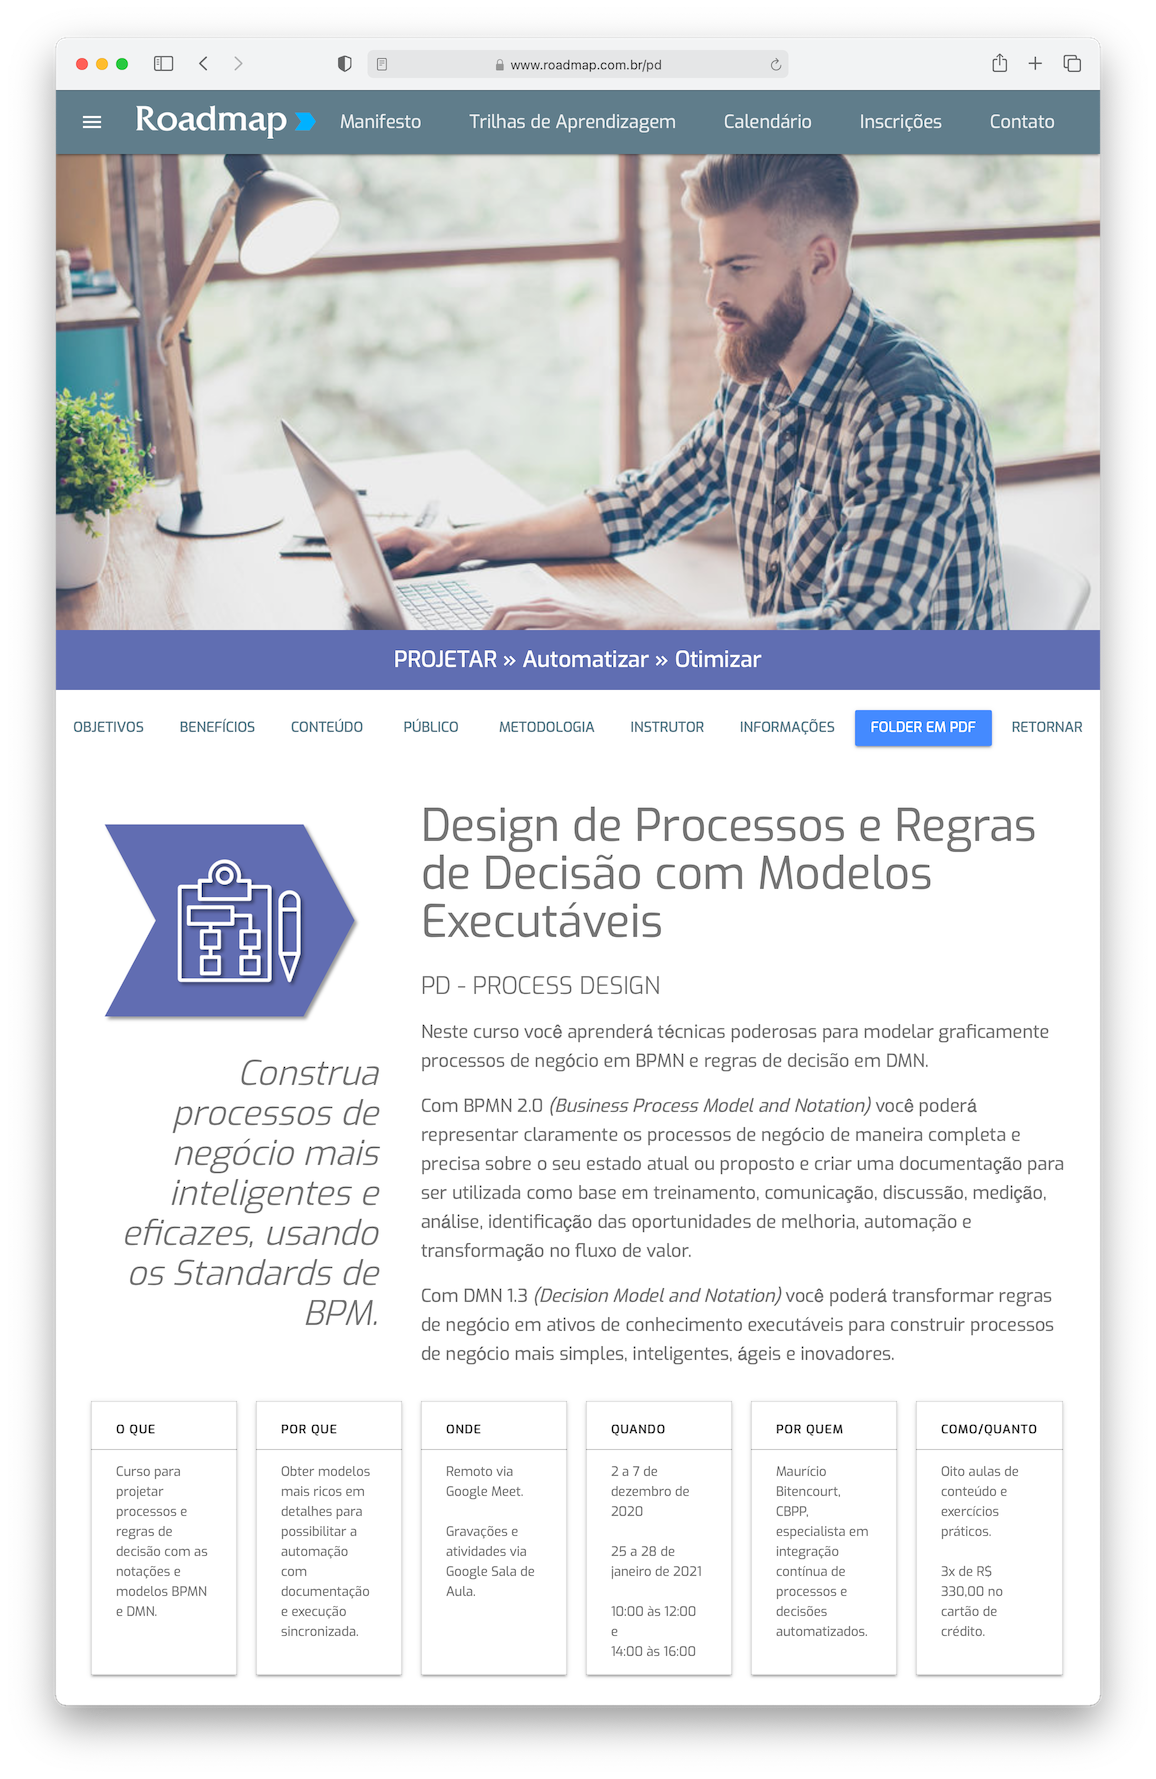 www.roadmap.com.br/pd
Roadmap
Manifesto
Trilhas de Aprendizagem
Calendário
Inscrições
Contato
PROJETAR » Automatizar » Otimizar
OBJETIVOS
BENEFÍCIOS
CONTEÚDO
PÚBLICO
METODOLOGIA
INSTRUTOR
INFORMAÇÕES
FOLDER EM PDF
RETORNAR
Construa
processos de
negócio mais
inteligentes e
eficazes, usando
os Standards de
BPM.
Design de Processos e Regras
de Decisão com Modelos
Executáveis
PD - PROCESS DESIGN
Neste curso você aprenderá técnicas poderosas para modelar graficamente
processos de negócio em BPMN e regras de decisão em DMN.
Com BPMN 2.0 (Business Process Model and Notation) você poderá
representar claramente os processos de negócio de maneira completa e
precisa sobre o seu estado atual ou proposto e criar uma documentação para
ser utilizada como base em treinamento, comunicação, discussão, medição,
análise, identificação das oportunidades de melhoria, automação e
transformação no fluxo de valor.
Com DMN 1.3 (Decision Model and Notation) você poderá transformar regras
de negócio em ativos de conhecimento executáveis para construir processos
de negócio mais simples, inteligentes, ágeis e inovadores.
O QUE
Curso para
projetar
processos e
regras de
decisão com as
notações e
modelos BPMN
e DMN.
POR QUE
Obter modelos
mais ricos em
detalhes para
possibilitar a
automação
com
documentação
e execução
sincronizada.
ONDE
Remoto via
Google Meet.
Gravações e
atividades via
Google Sala de
Aula.
QUANDO
2 a 7 de
dezembro de
2020
25 a 28 de
janeiro de 2021
10:00 às 12:00
e
14:00 às 16:00
POR QUEM
Maurício
Bitencourt,
CBPP,
especialista em
integração
contínua de
processos e
decisões
automatizados.
COMO/QUANTO
Oito aulas de
conteúdo e
exercícios
práticos.
3x de R$
330,00 no
cartão de
crédito.